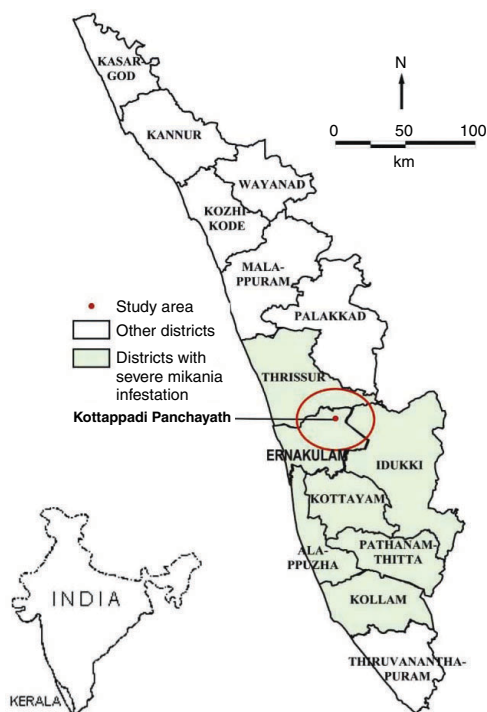 KASAR-
GOD
N
KANNUR
0 50 100
km
WAYANAD
KOZHI-
KODE
MALA-
PPURAM
Study area
PALAKKAD
Other districts
Districts with
severe mikania
infestation
THRISSUR
Kottappadi Panchayath
ERNAKULAM
IDUKKI
KOTTAYAM
ALA-
PPUZHA
PATHANAM-
THITTA
INDIA
KOLLAM
THIRUVANANTHA-
PURAM
KERALA